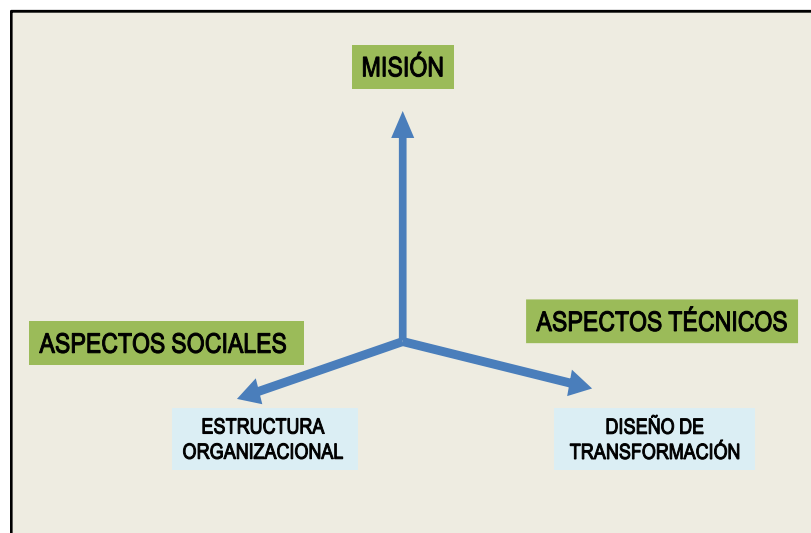 MISIÓN
ASPECTOS SOCIALES
ASPECTOS TÉCNICOS
ESTRUCTURA
ORGANIZACIONAL
DISEÑO DE
TRANSFORMACIÓN